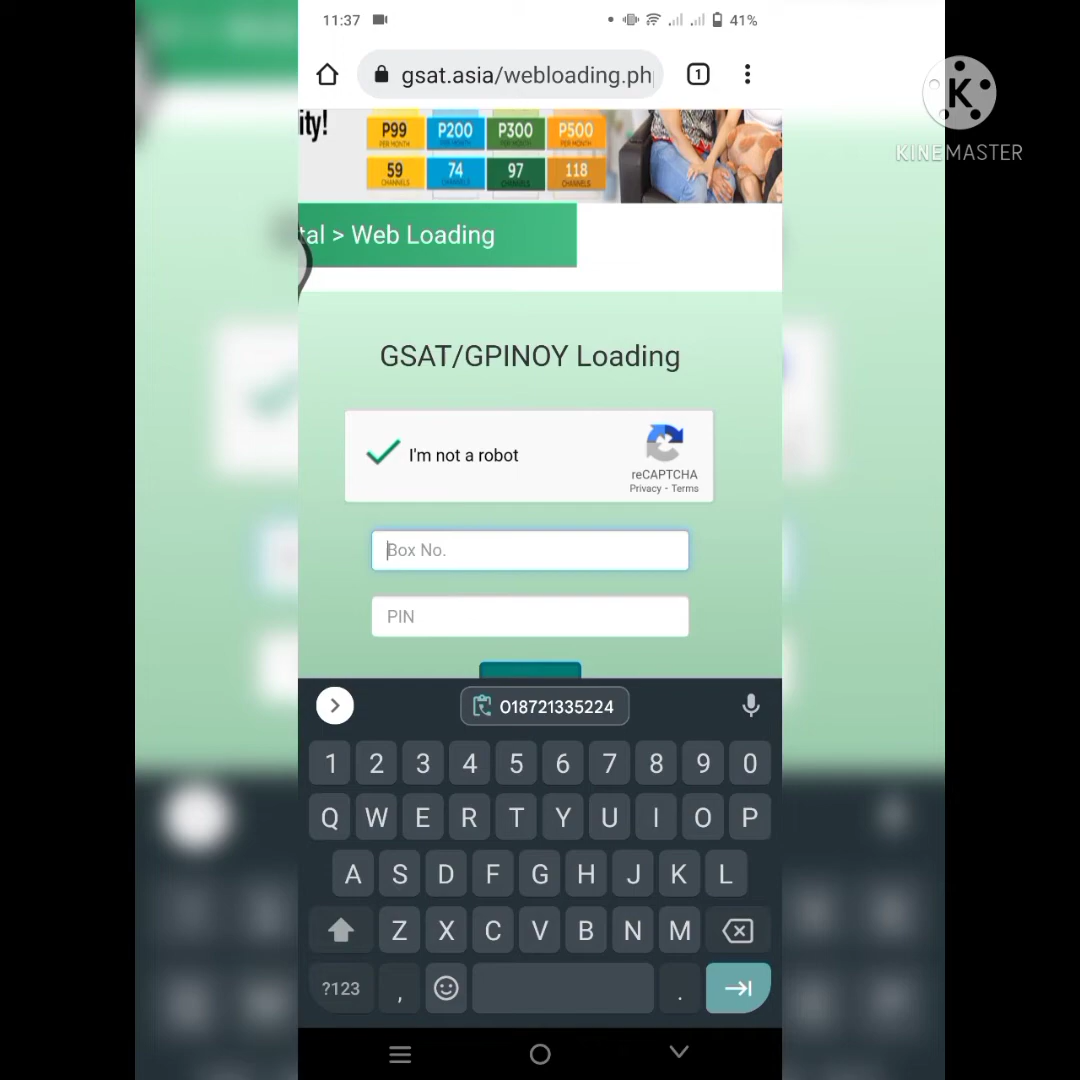 11:37
41%
gsat.asia/webloading.ph
1
K
KINEMASTER
ity!
P99 P200 P300 P500
PER MONTH PER MONTH PER MONTH PER MONTH
59 74 97 118
CHANNELS CHANNELS CHANNELS CHANNELS
tal > Web Loading
GSAT/GPINOY Loading
I'm not a robot
reCAPTCHA
Privacy - Terms
Box No.
PIN
018721335224
1 2 3 4 5 6 7 8 9 0
Q W E R T Y U I O P
A S D F G H J K L
Z X C V B N M
?123 , .